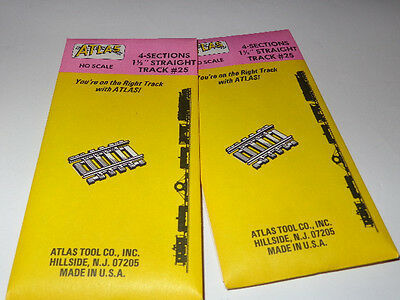 ATLAS
HO SCALE
4-SECTIONS
1½" STRAIGHT
TRACK #25
You're on the Right Track
with ATLAS!
ATLAS TOOL CO., INC.
HILLSIDE, N.J. 07205
MADE IN U.S.A.
ATLAS
HO SCALE
4-SECTIONS
1½" STRAIGHT
TRACK #25
You're on the Right Track
with ATLAS!
ATLAS TOOL CO., INC.
HILLSIDE, N.J. 07205
MADE IN U.S.A.